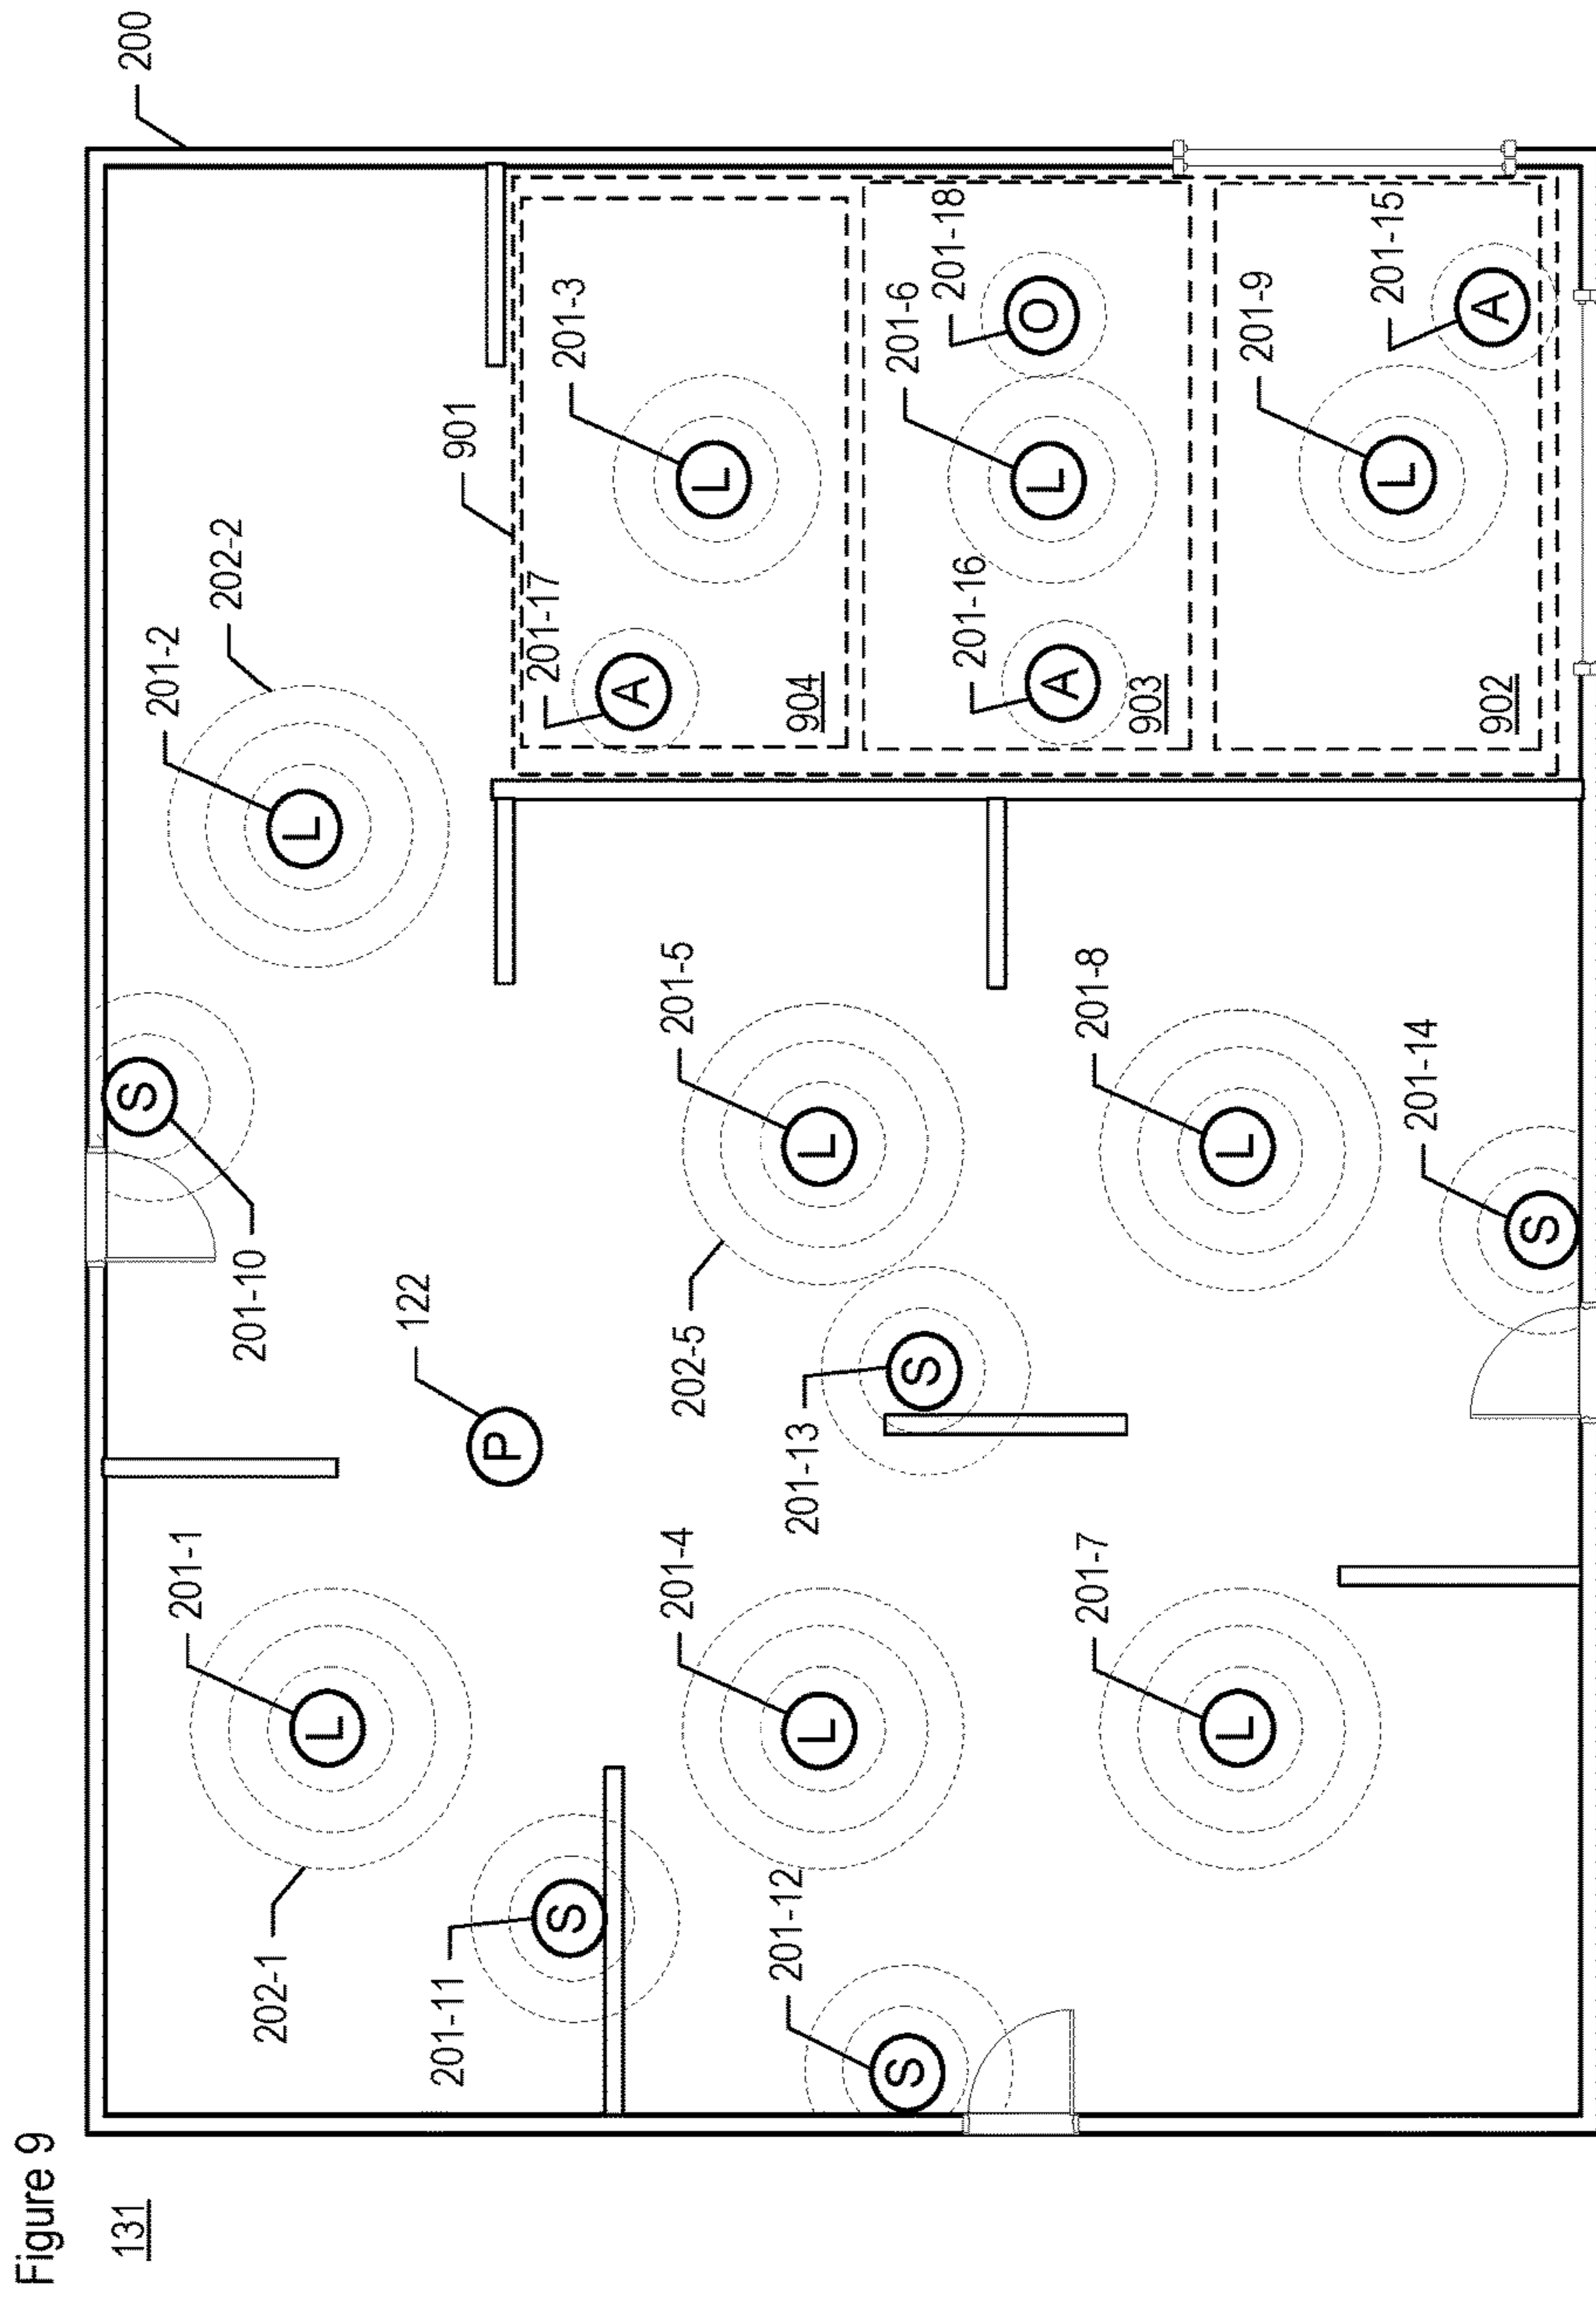 Figure 9
131
200
S
201-1
201-2
202-2
201-10
202-1
L
L
122
901
201-11
P
201-17
201-3
S
A
201-4
201-5
202-5
L
201-12
201-13
904
L
L
201-6
S
S
201-18
201-16
A
L
O
201-7
201-8
903
L
L
201-9
201-15
L
201-14
902
A
S